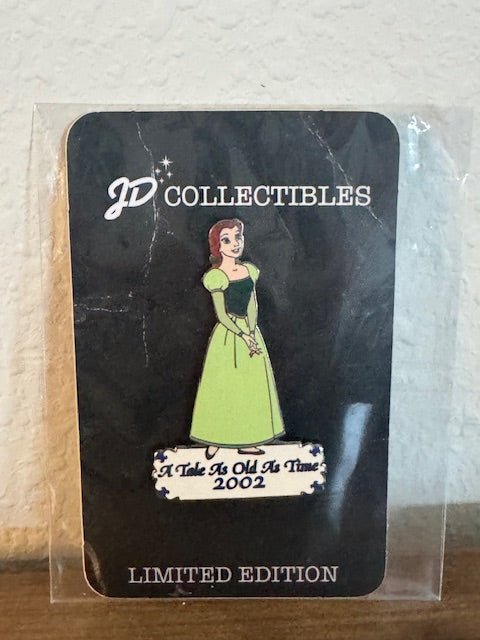 JD COLLECTIBLES
A Tale As Old As Time
2002
LIMITED EDITION